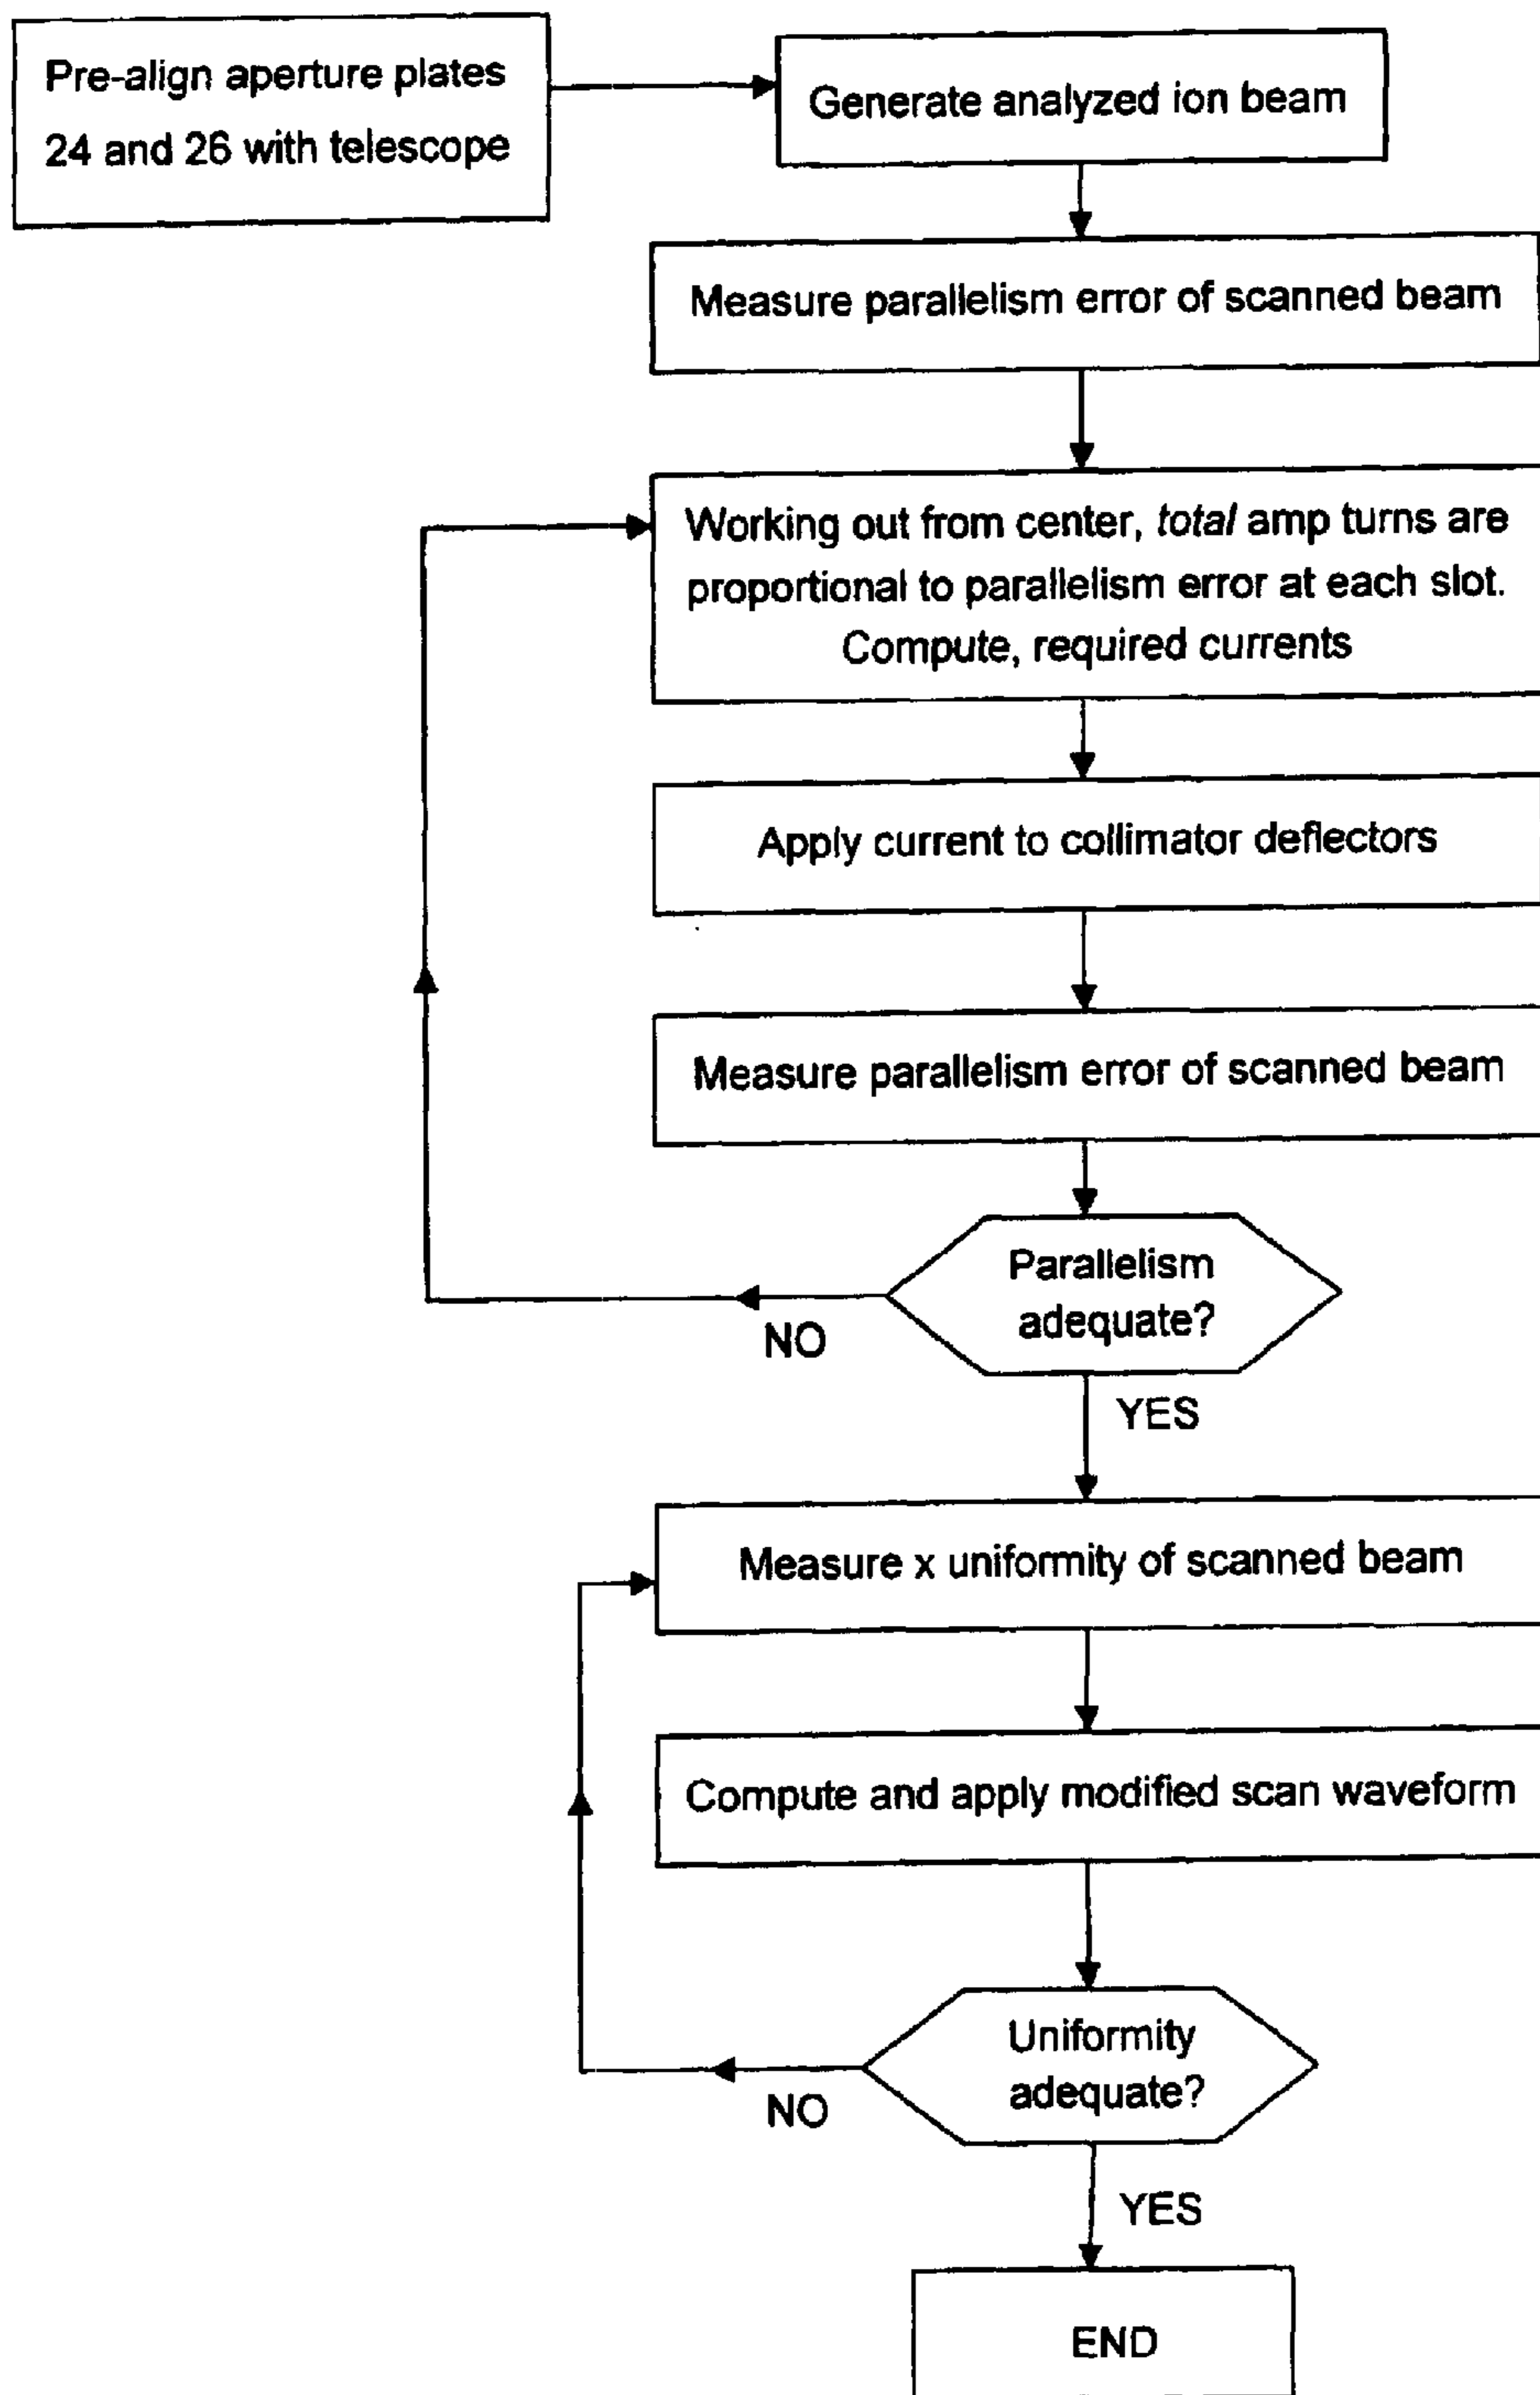 Pre-align aperture plates
24 and 26 with telescope
Generate analyzed ion beam
Measure parallelism error of scanned beam
Working out from center, total amp turns are
proportional to parallelism error at each slot.
Compute, required currents
Apply current to collimator deflectors
Measure parallelism error of scanned beam
Parallelism
adequate?
NO
YES
Measure x uniformity of scanned beam
Compute and apply modified scan waveform
Uniformity
adequate?
NO
YES
END